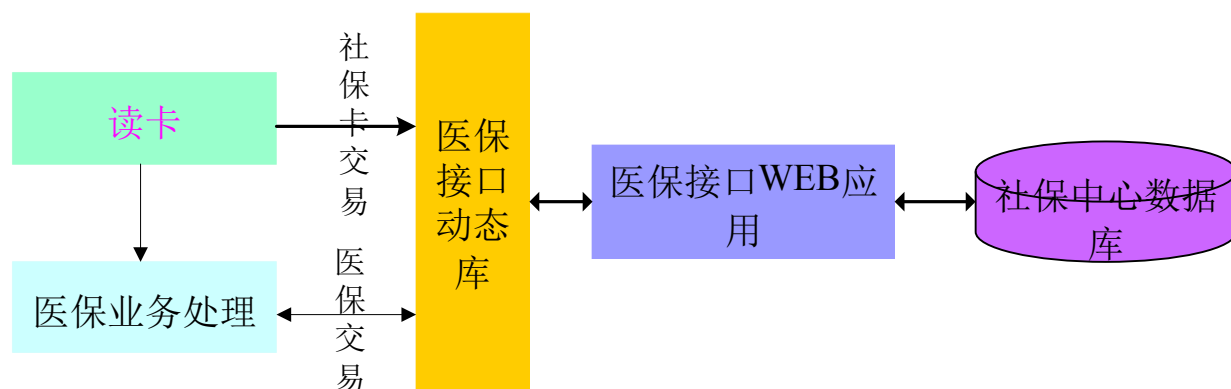 读卡
社保卡交易
医保
接口
动态
库
医保接口WEB应
用
社保中心数据
库
医保业务处理
医保交易